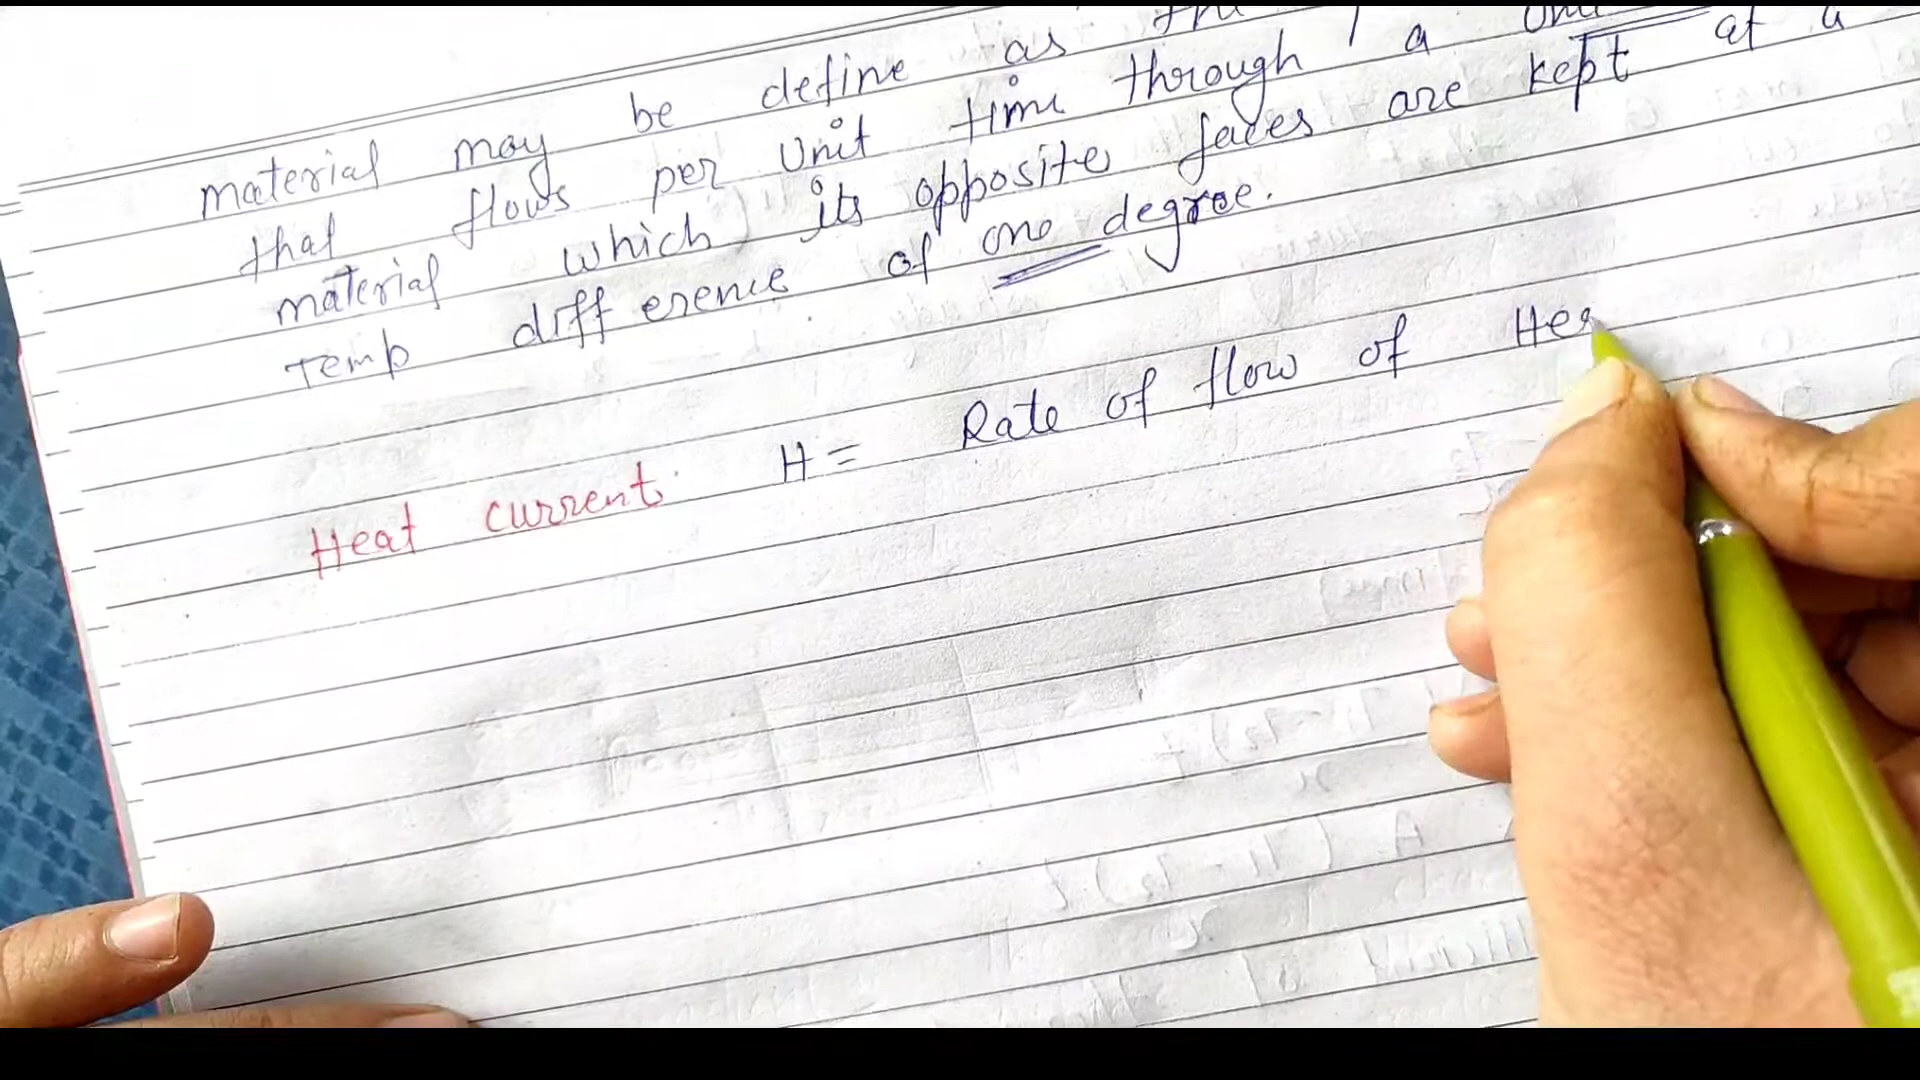 material may be define as the
that flows per unit time through a Unit
material which its opposite faces are kept at a
Temp difference of one degree.
Heat current. H = Rate of flow of Hea